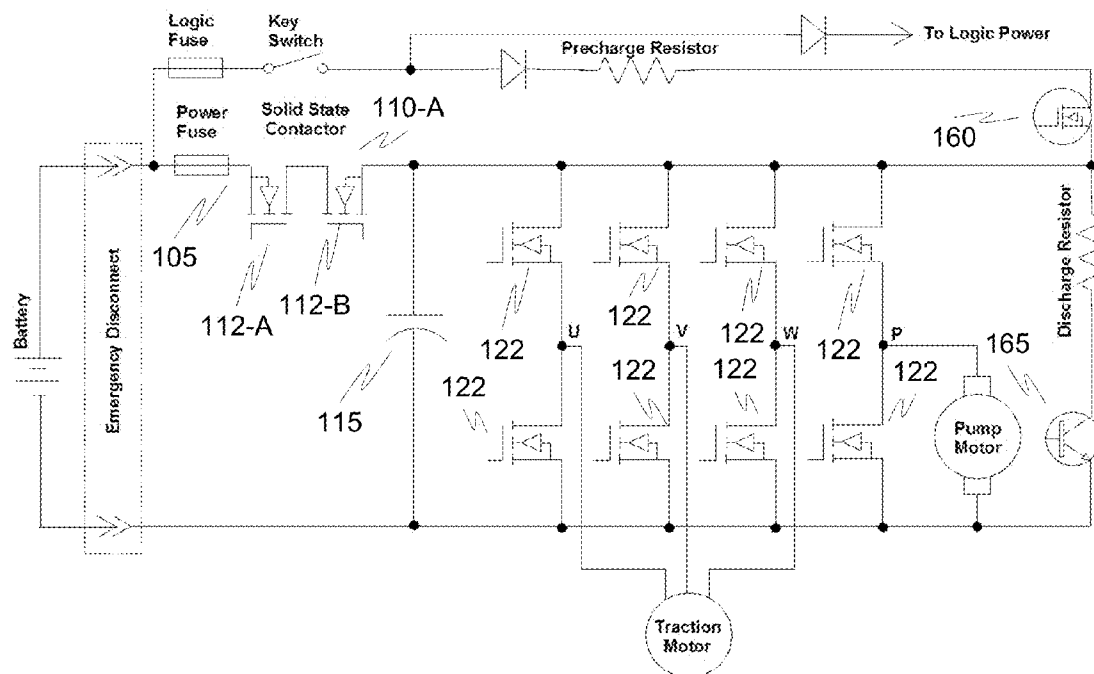 Logic
Fuse
Key
Switch
Precharge Resistor
To Logic Power
Power
Fuse
Solid State
Contactor
110-A
160
105
112-A
112-B
Battery
Emergency Disconnect
115
122
122
122
122
U
V
W
P
122
122
122
122
165
Discharge Resistor
Pump
Motor
Traction
Motor